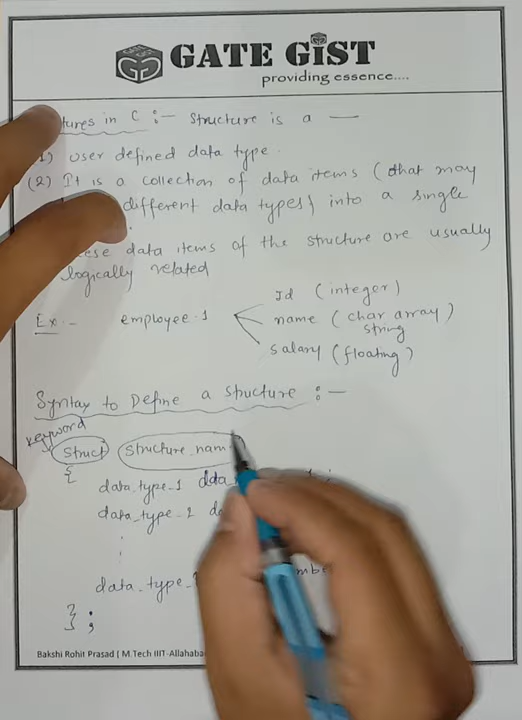 GATE GIST
providing essence....
tures in C :- Structure is a —
1) User defined data type.
(2) It is a collection of data items (that may
different data types) into a single
ese data items of the structure are usually
logically related
Ex.- employee.1
Id (integer)
name (char array)
string
salary (floating)
Syntax to Define a structure :-
keyword
struct structure_nam
{
data_type_1
data_type_2
:
data_type_
mbe
} ;
Bakshi Rohit Prasad | M.Tech IIIT-Allahaba